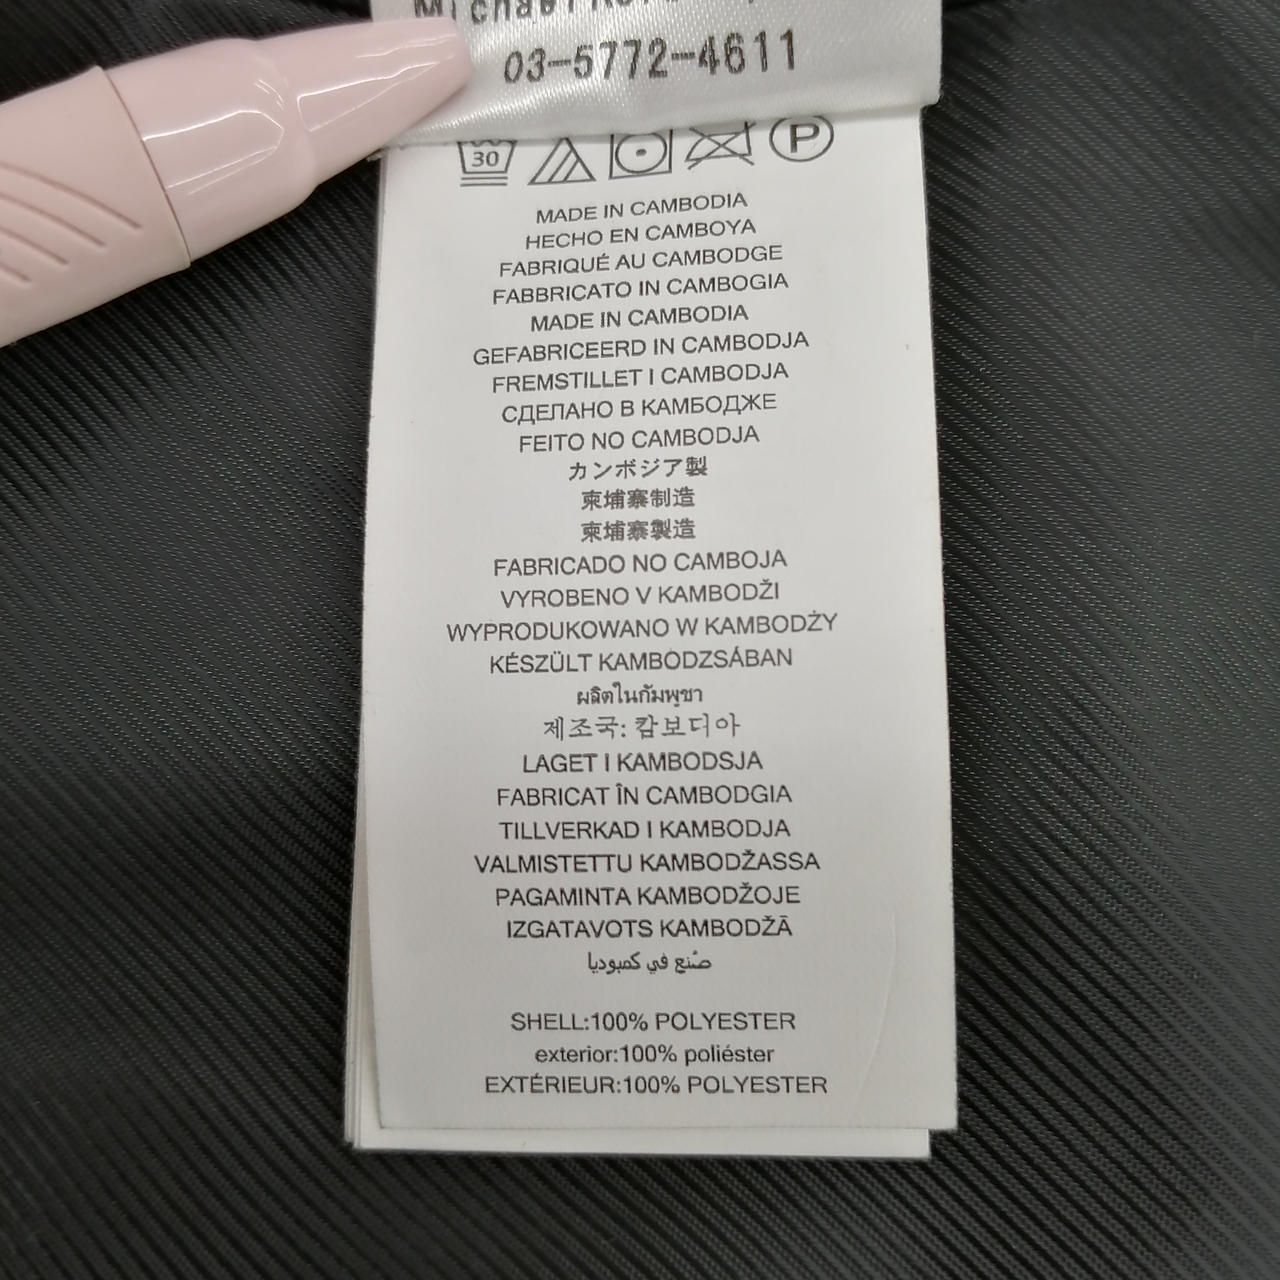 Michael
03-5772-4611
30
P
MADE IN CAMBODIA
HECHO EN CAMBOYA
FABRIQUÉ AU CAMBODGE
FABBRICATO IN CAMBOGIA
MADE IN CAMBODIA
GEFABRICEERD IN CAMBODJA
FREMSTILLET I CAMBODJA
СДЕЛАНО В КАМБОДЖЕ
FEITO NO CAMBODJA
カンボジア製
柬埔寨制造
柬埔寨製造
FABRICADO NO CAMBOJA
VYROBENO V KAMBODŽI
WYPRODUKOWANO W KAMBODŻY
KÉSZÜLT KAMBODZSÁBAN
ผลิตในกัมพูชา
제조국: 캄보디아
LAGET I KAMBODSJA
FABRICAT ÎN CAMBODGIA
TILLVERKAD I KAMBODJA
VALMISTETTU KAMBODŽASSA
PAGAMINTA KAMBODŽOJE
IZGATAVOTS KAMBODŽĀ
صُنع في كمبوديا
SHELL:100% POLYESTER
exterior:100% poliéster
EXTÉRIEUR:100% POLYESTER